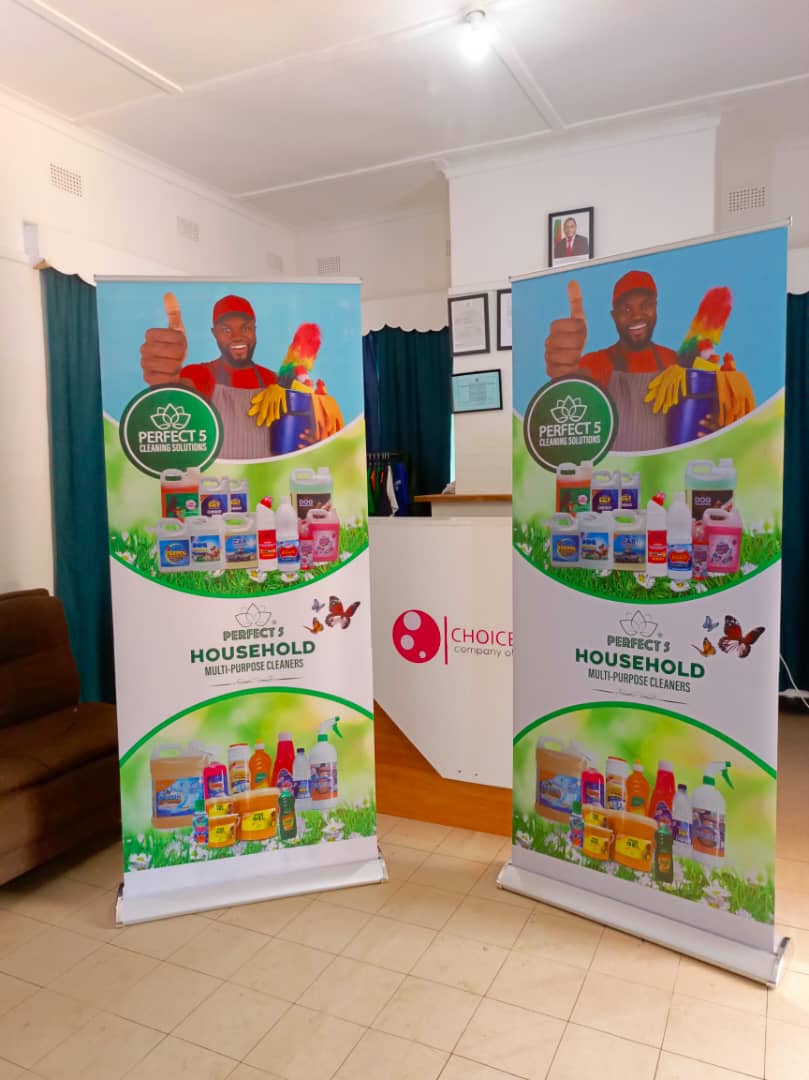 PERFECT 5
CLEANING SOLUTIONS
PERFECT 5 ®
HOUSEHOLD
MULTI-PURPOSE CLEANERS
CHOICE
company of
PERFECT 5
CLEANING SOLUTIONS
DOG
PERFECT 5 ®
HOUSEHOLD
MULTI-PURPOSE CLEANERS